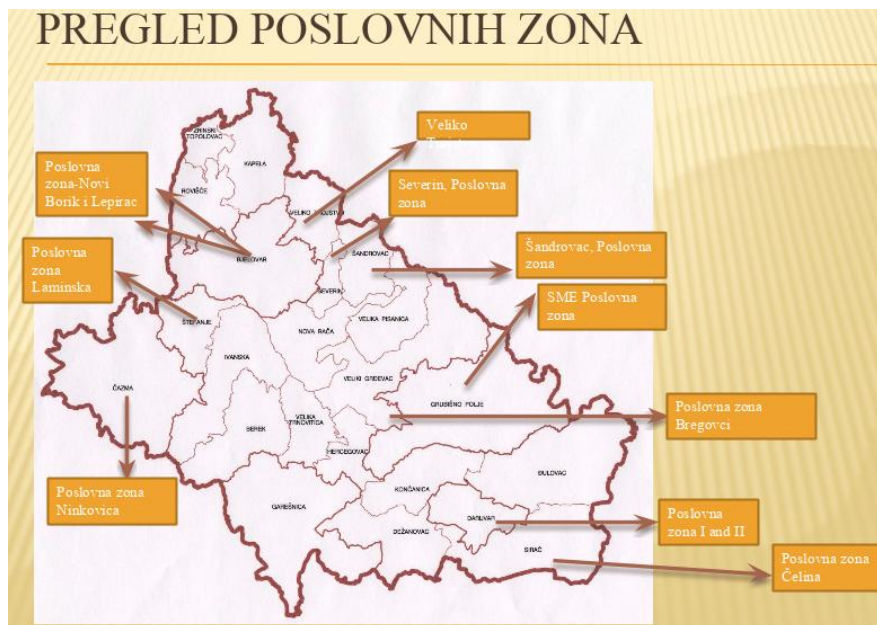 PREGLED POSLOVNIH ZONA
Veliko
Poslovna
zona-Novi
Borik i Lepirac
Severin, Poslovna
zona
Poslovna
zona
Laminska
Šandrovac, Poslovna
zona
SME Poslovna
zona
Poslovna zona
Bregovci
Poslovna zona
Ninkovica
Poslovna
zona I and II
Poslovna zona
Čelina
ZRINSKI
TOPOLOVAC
KAPELA
ROVIŠĆE
VELIKO
BJELOVAR
ŠANDROVAC
SEVERIN
ŠTEFANJE
NOVA RAČA
VELIKA PISANICA
IVANSKA
VELIKI GRĐEVAC
ČAZMA
GRUBIŠNO POLJE
BEREK
VELIKA
TRNOVITICA
HERCEGOVAC
ĐULOVAC
KONČANICA
GAREŠNICA
DARUVAR
DEŽANOVAC
SIRAČ